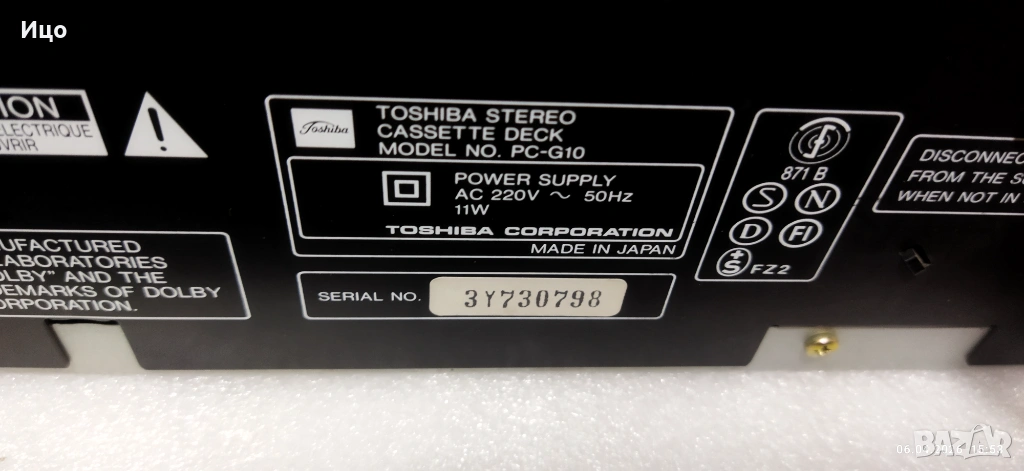 Ицо
ION
ELECTRIQUE
VRIR
Toshiba
TOSHIBA STEREO
CASSETTE DECK
MODEL NO. PC-G10
POWER SUPPLY
AC 220V ~ 50Hz
11W
TOSHIBA CORPORATION
MADE IN JAPAN
SERIAL NO. 3Y730798
UFACTURED
LABORATORIES
OLBY" AND THE
DEMARKS OF DOLBY
ORPORATION.
871 B
S N
D FI
+S FZ2
DISCONNEC
FROM THE S
WHEN NOT IN
BAZAR